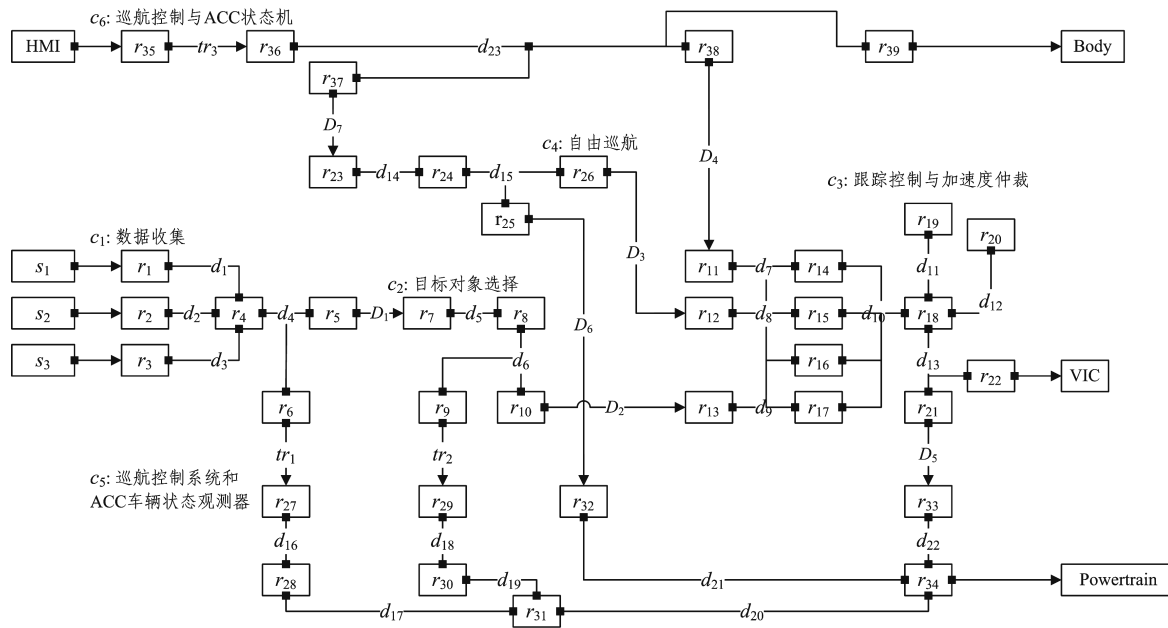 c6: 巡航控制与ACC状态机
HMI r35 tr3 r36 d23 r38 r39 Body
r37
D7
c4: 自由巡航
D4
r23 d14 r24 d15 r26
c3: 跟踪控制与加速度仲裁
r25
r19
r20
c1: 数据收集
D3
s1 r1 d1
r11 d7 r14
d11
c2: 目标对象选择
d12
s2 r2 d2 r4 d4 r5 D1 r7 d5 r8
D6
r12 d8 r15 d10 r18
s3 r3 d3
d6
r16
d13
r22 VIC
r6 r9 r10 D2 r13 d9 r17 r21
tr1 tr2
D5
c5: 巡航控制系统和
ACC车辆状态观测器
r27 r29 r32 r33
d16 d18 d22
r28 r30 d19 d21 r34 Powertrain
d17 r31 d20